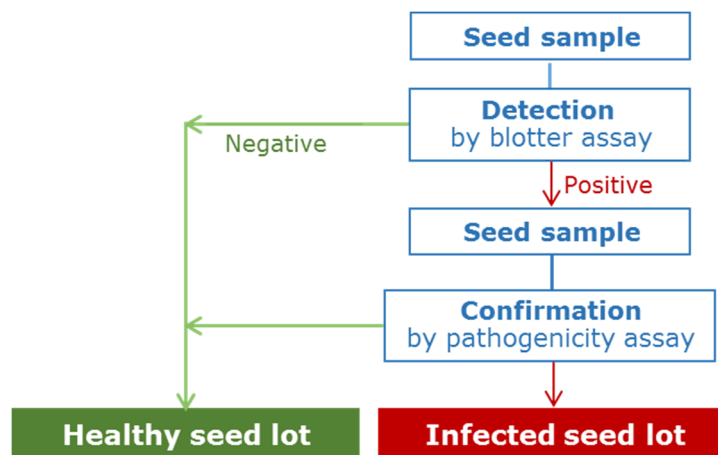 Seed sample
Detection
by blotter assay
Negative
Positive
Seed sample
Confirmation
by pathogenicity assay
Healthy seed lot
Infected seed lot